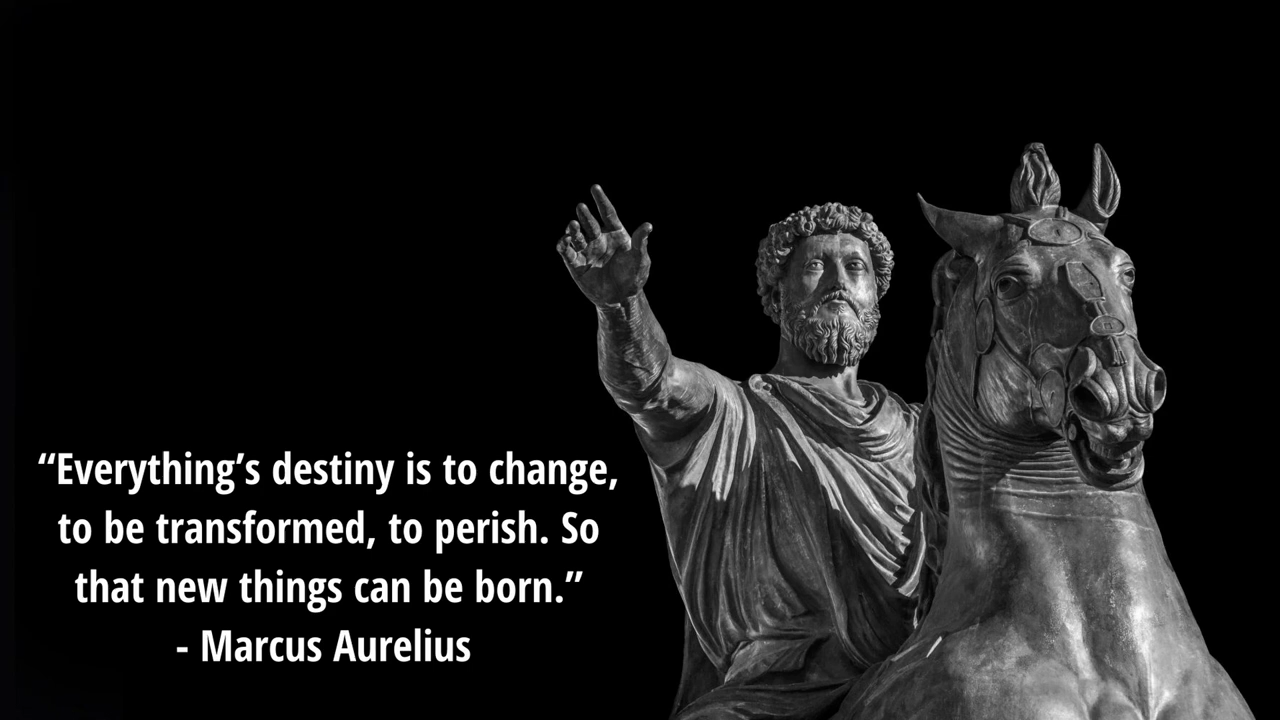 “Everything’s destiny is to change,
to be transformed, to perish. So
that new things can be born.”
- Marcus Aurelius